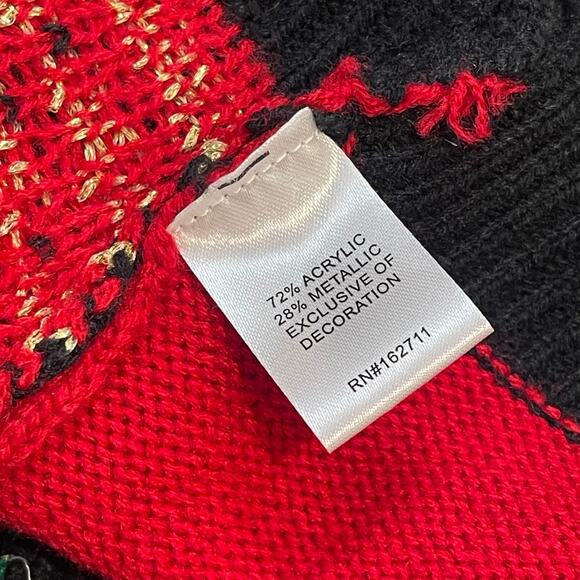 72% ACRYLIC
28% METALLIC
EXCLUSIVE OF
DECORATION
RN#162711